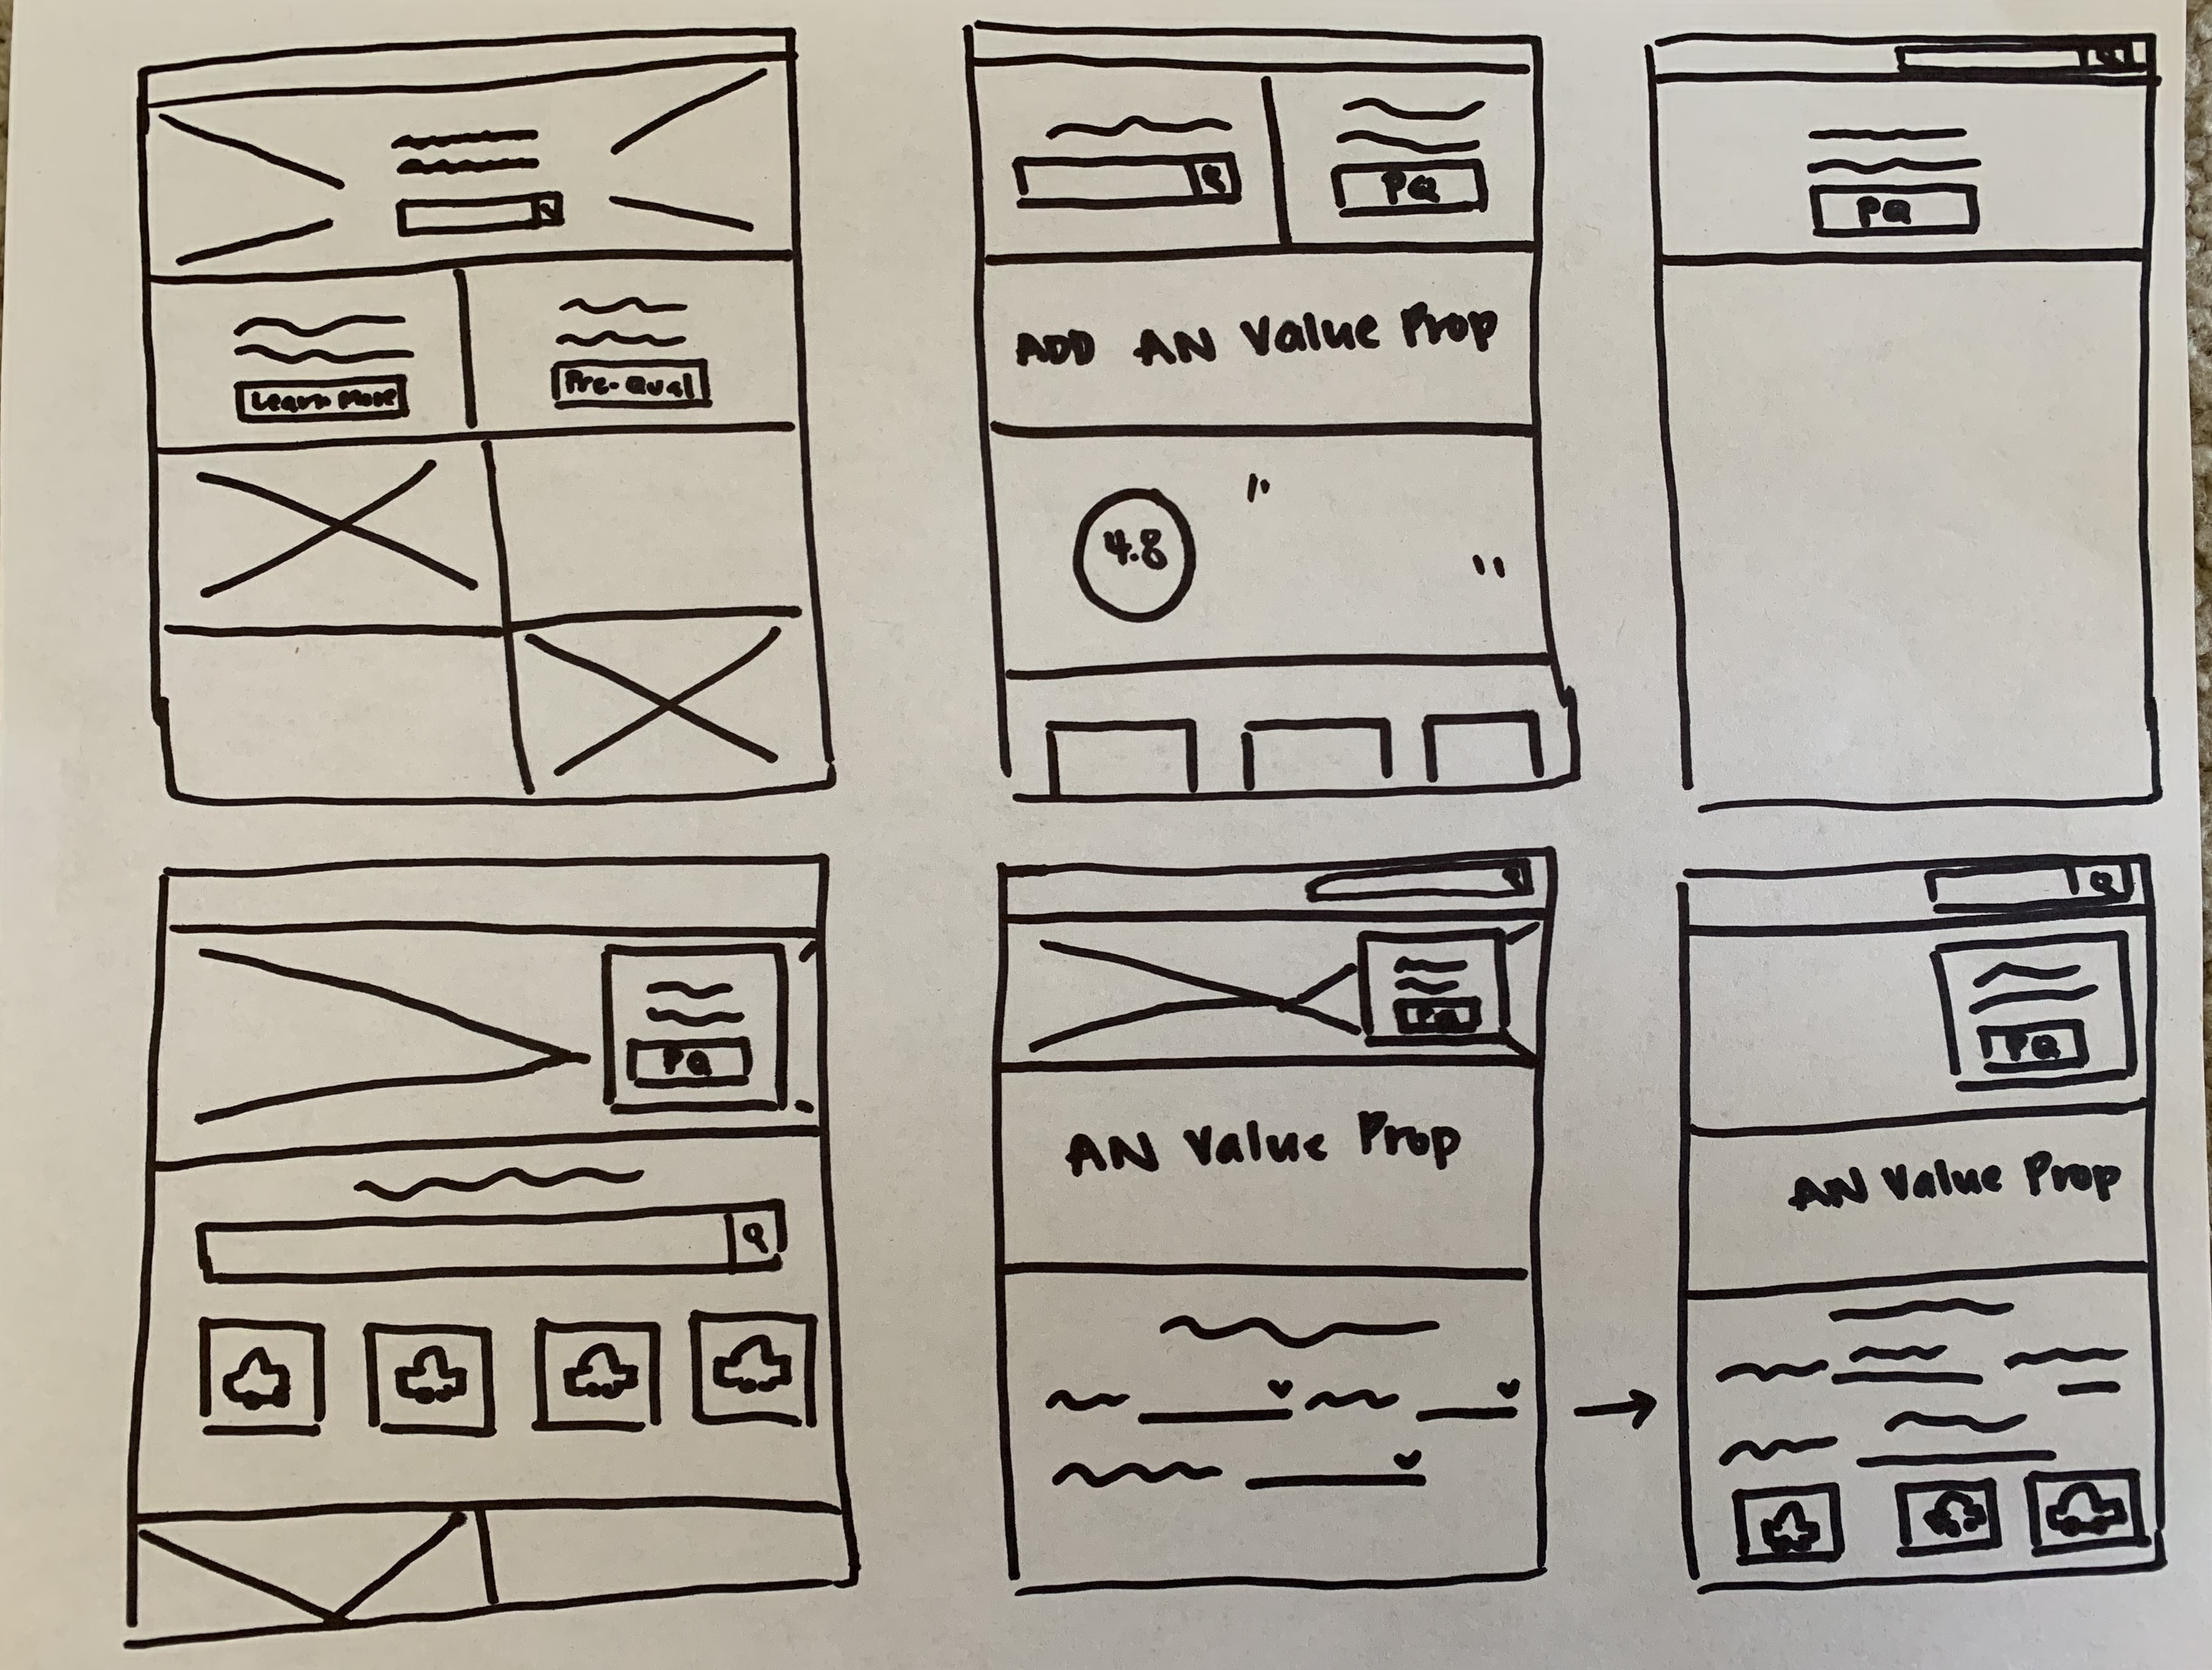 PQ
PQ
Learn More
Pre-Qual
ADD AN Value Prop
"
4.8
"
PQ
PQ
PQ
AN Value Prop
AN Value Prop